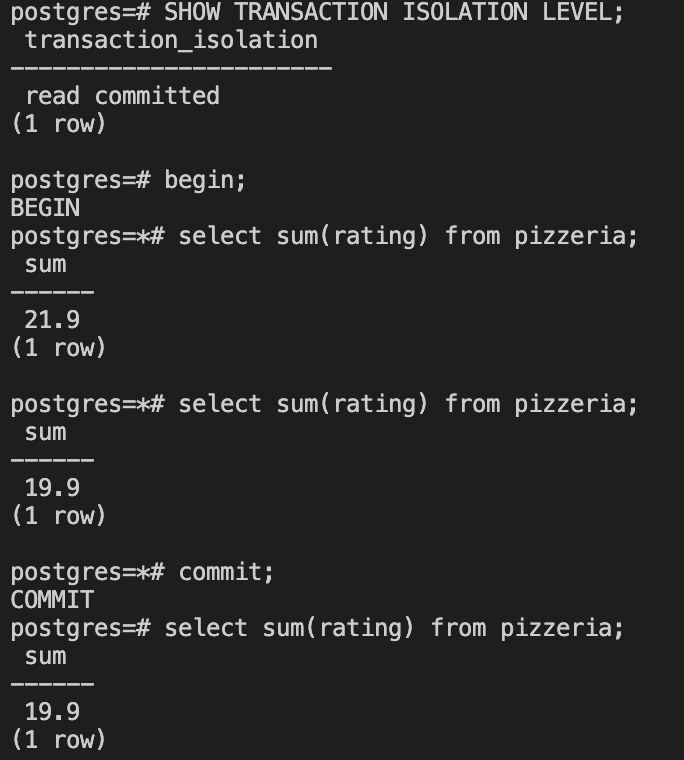 postgres=# SHOW TRANSACTION ISOLATION LEVEL;
 transaction_isolation
-----------------------
 read committed
(1 row)

postgres=# begin;
BEGIN
postgres=*# select sum(rating) from pizzeria;
 sum
------
 21.9
(1 row)

postgres=*# select sum(rating) from pizzeria;
 sum
------
 19.9
(1 row)

postgres=*# commit;
COMMIT
postgres=# select sum(rating) from pizzeria;
 sum
------
 19.9
(1 row)